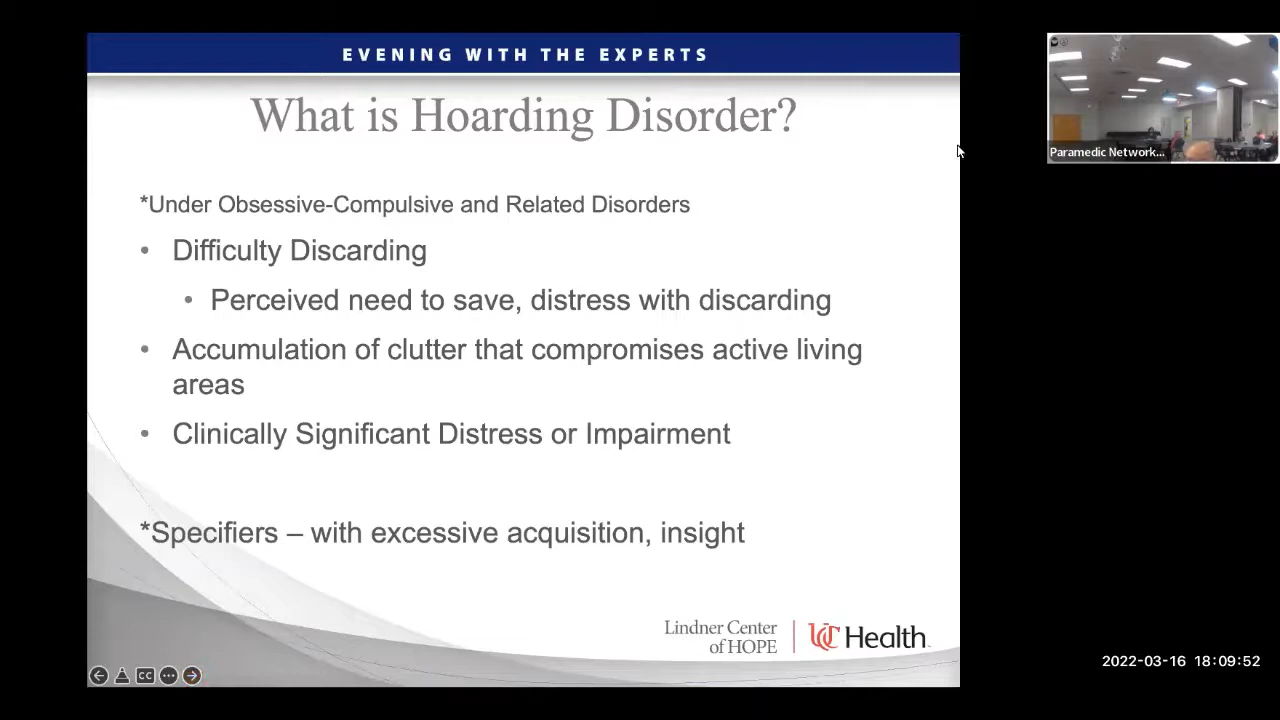 EVENING WITH THE EXPERTS
What is Hoarding Disorder?
*Under Obsessive-Compulsive and Related Disorders
• Difficulty Discarding
• Perceived need to save, distress with discarding
• Accumulation of clutter that compromises active living
areas
• Clinically Significant Distress or Impairment
*Specifiers – with excessive acquisition, insight
Lindner Center
of HOPE
UC Health
CC
Paramedic Network...
2022-03-16 18:09:52